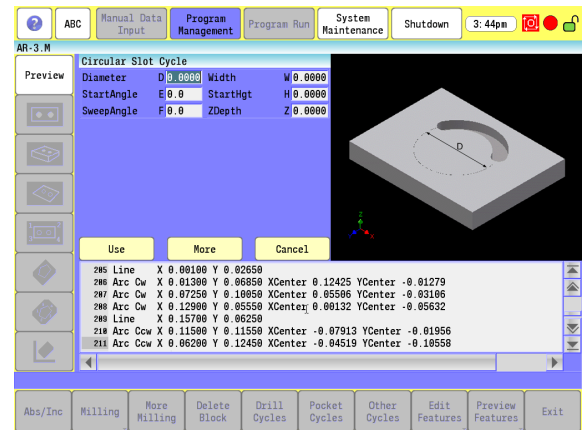 ?
ABC
Manual Data Input
Program Management
Program Run
System Maintenance
Shutdown
3:44pm
AR-3.M
Preview
Circular Slot Cycle
Diameter D 0.0000 Width W 0.0000
StartAngle E 0.0 StartHgt H 0.0000
SweepAngle F 0.0 ZDepth Z 0.0000
D
Z
X
Use
More
Cancel
205 Line X 0.00100 Y 0.02650
206 Arc Cw X 0.01300 Y 0.06850 XCenter 0.12425 YCenter -0.01279
207 Arc Cw X 0.07250 Y 0.10050 XCenter 0.05506 YCenter -0.03106
208 Arc Cw X 0.12900 Y 0.05550 XCenter 0.00132 YCenter -0.05632
209 Line X 0.15700 Y 0.06250
210 Arc Ccw X 0.11500 Y 0.11550 XCenter -0.07913 YCenter -0.01956
211 Arc Ccw X 0.06200 Y 0.12450 XCenter -0.04519 YCenter -0.10558
Abs/Inc
Milling
More Milling
Delete Block
Drill Cycles
Pocket Cycles
Other Cycles
Edit Features
Preview Features
Exit